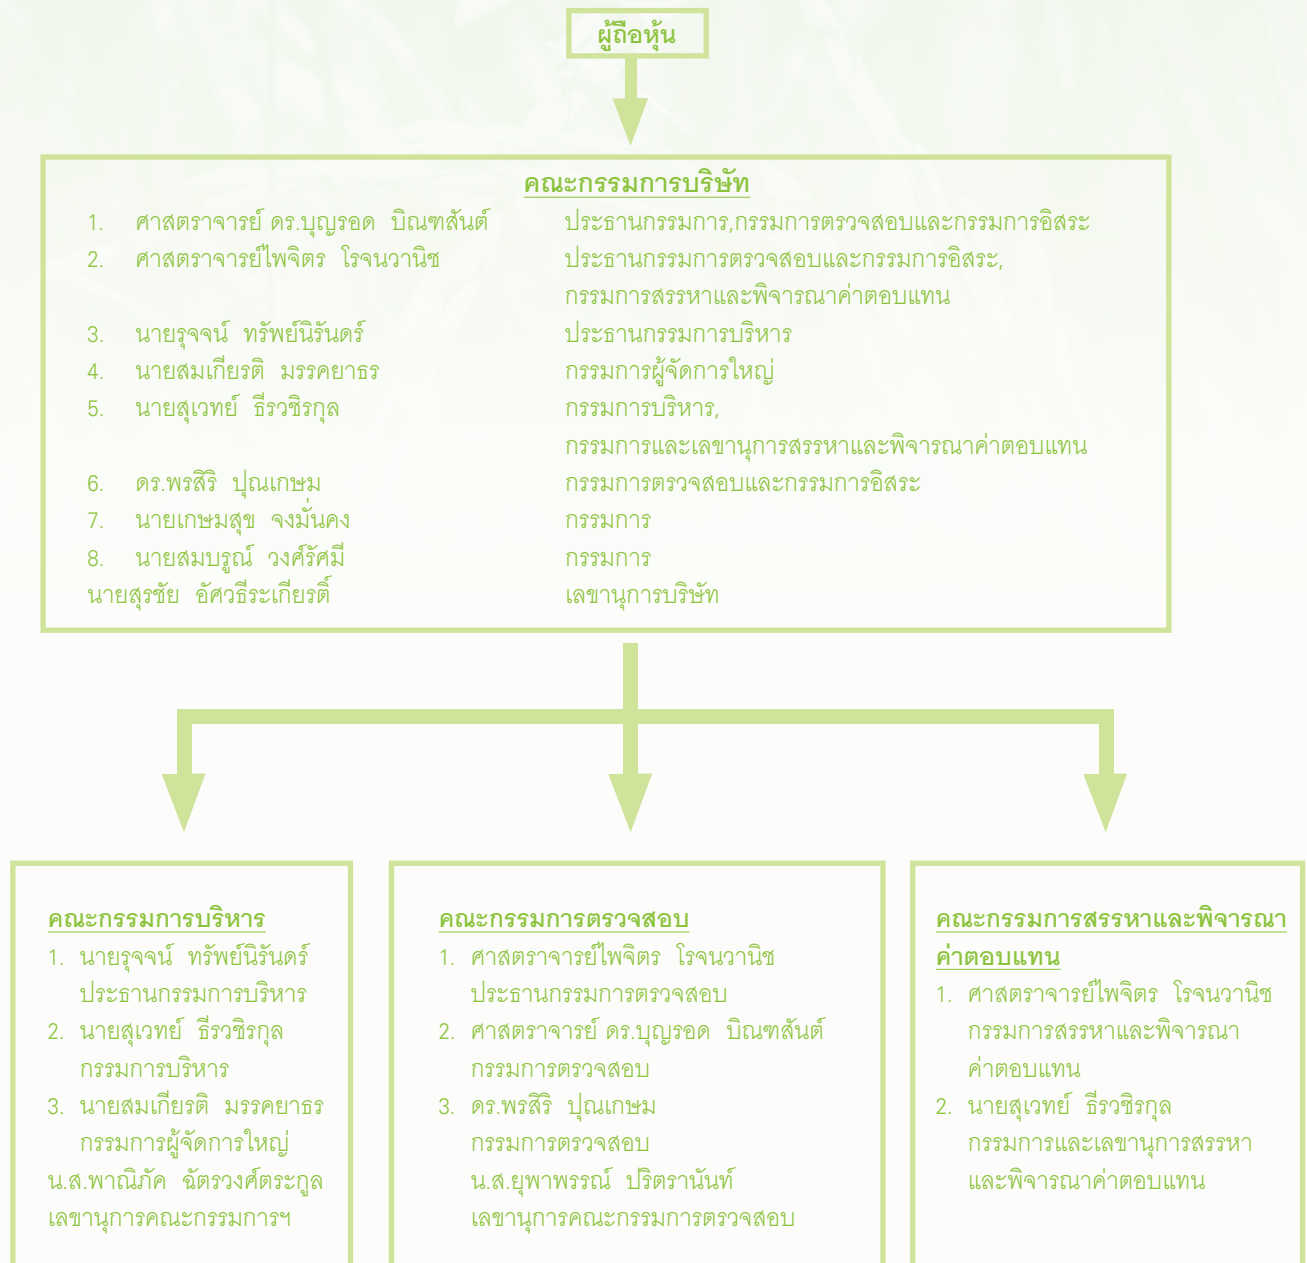 ผู้ถือหุ้น
คณะกรรมการบริษัท
1. ศาสตราจารย์ ดร.บุญรอด บิณฑสันต์ ประธานกรรมการ,กรรมการตรวจสอบและกรรมการอิสระ
2. ศาสตราจารย์ไพจิตร โรจนวานิช ประธานกรรมการตรวจสอบและกรรมการอิสระ,
กรรมการสรรหาและพิจารณาค่าตอบแทน
3. นายรุจจน์ ทรัพย์นิรันดร์ ประธานกรรมการบริหาร
4. นายสมเกียรติ มรรคยาธร กรรมการผู้จัดการใหญ่
5. นายสุเวทย์ ธีรวชิรกุล กรรมการบริหาร,
กรรมการและเลขานุการสรรหาและพิจารณาค่าตอบแทน
6. ดร.พรสิริ ปุณเกษม กรรมการตรวจสอบและกรรมการอิสระ
7. นายเกษมสุข จงมั่นคง กรรมการ
8. นายสมบรูณ์ วงศ์รัศมี กรรมการ
นายสุรชัย อัศวธีระเกียรติ์ เลขานุการบริษัท
คณะกรรมการบริหาร
1. นายรุจจน์ ทรัพย์นิรันดร์
ประธานกรรมการบริหาร
2. นายสุเวทย์ ธีรวชิรกุล
กรรมการบริหาร
3. นายสมเกียรติ มรรคยาธร
กรรมการผู้จัดการใหญ่
น.ส.พาณิภัค ฉัตรวงศ์ตระกูล
เลขานุการคณะกรรมการฯ
คณะกรรมการตรวจสอบ
1. ศาสตราจารย์ไพจิตร โรจนวานิช
ประธานกรรมการตรวจสอบ
2. ศาสตราจารย์ ดร.บุญรอด บิณฑสันต์
กรรมการตรวจสอบ
3. ดร.พรสิริ ปุณเกษม
กรรมการตรวจสอบ
น.ส.ยุพาพรรณ์ ปริตรานันท์
เลขานุการคณะกรรมการตรวจสอบ
คณะกรรมการสรรหาและพิจารณา
ค่าตอบแทน
1. ศาสตราจารย์ไพจิตร โรจนวานิช
กรรมการสรรหาและพิจารณา
ค่าตอบแทน
2. นายสุเวทย์ ธีรวชิรกุล
กรรมการและเลขานุการสรรหา
และพิจารณาค่าตอบแทน